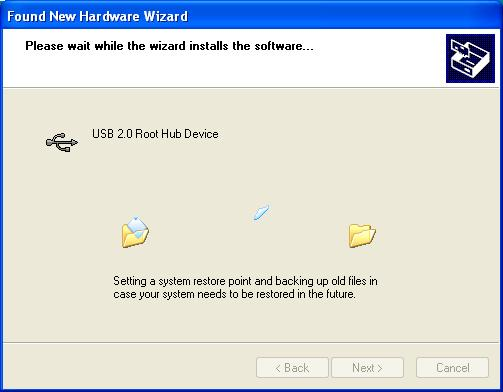 Found New Hardware Wizard
Please wait while the wizard installs the software...
USB 2.0 Root Hub Device
Setting a system restore point and backing up old files in
case your system needs to be restored in the future.
< Back Next > Cancel